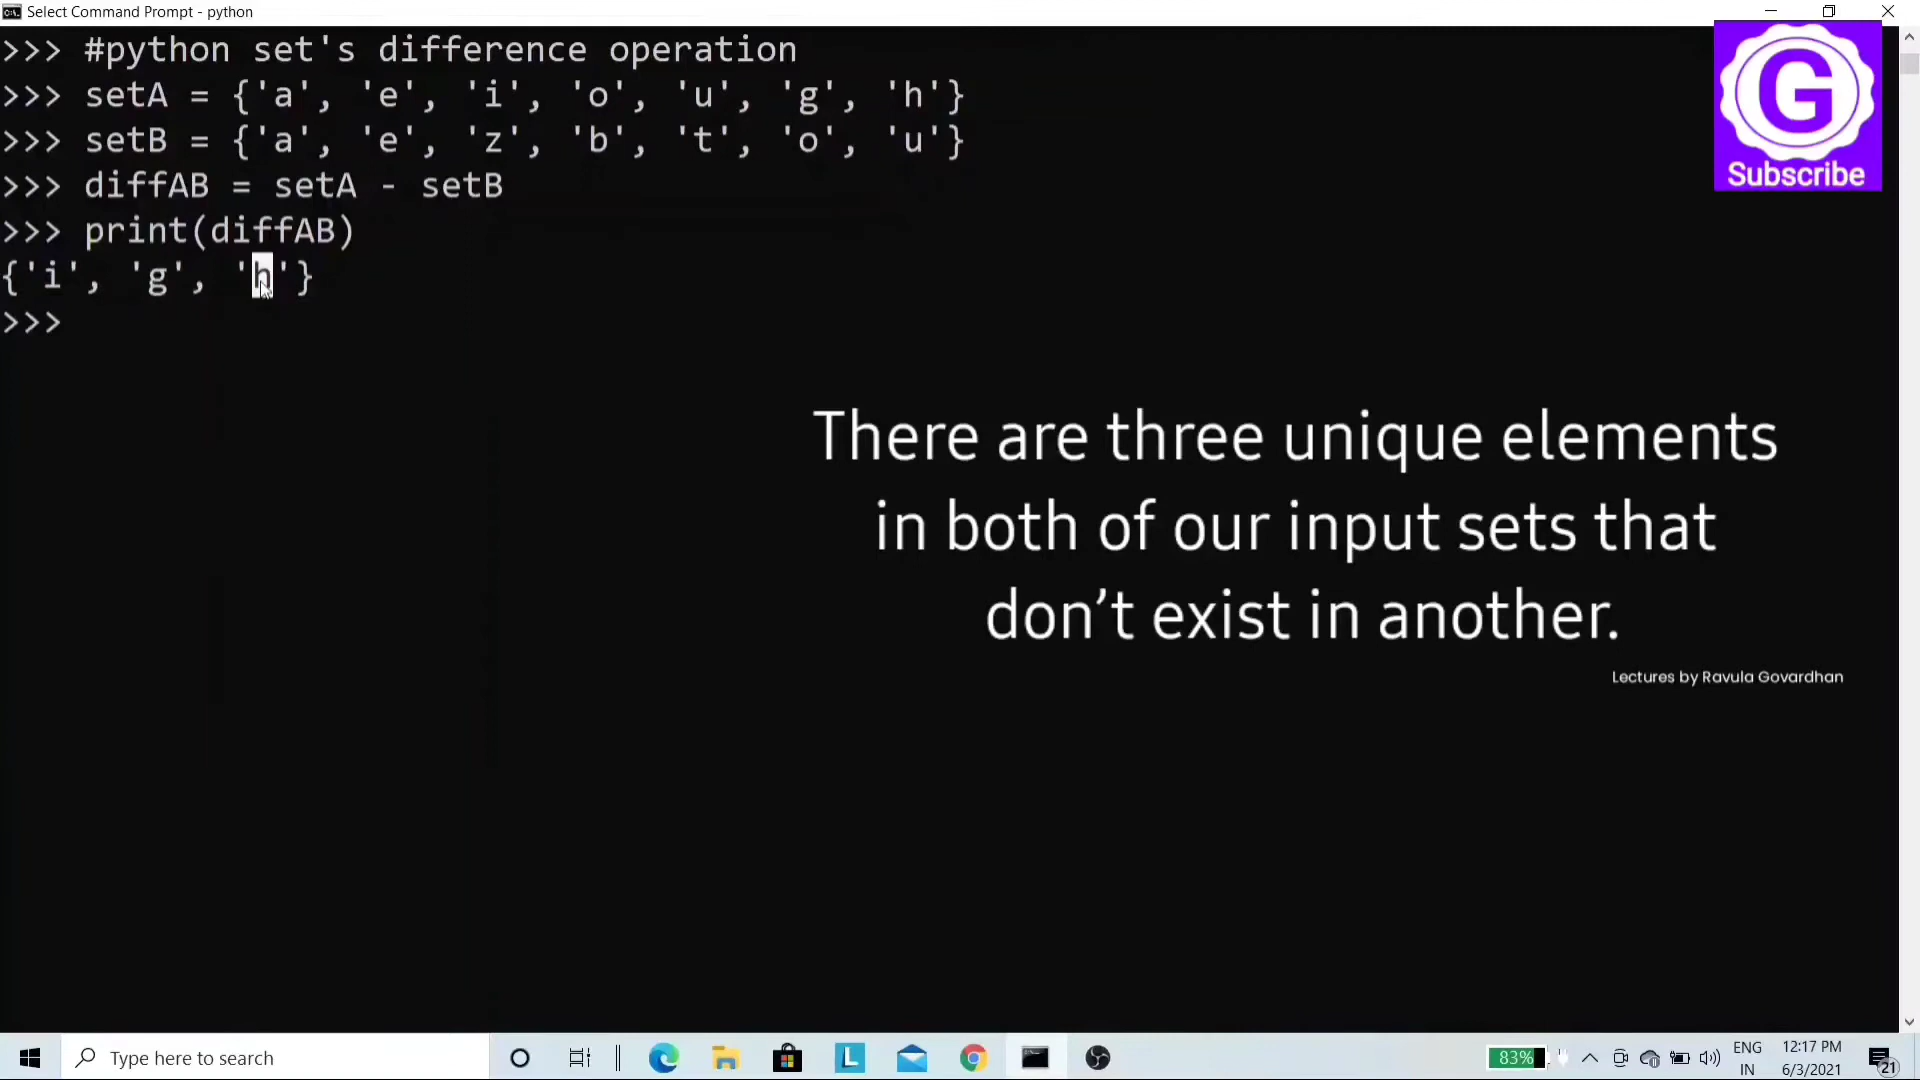 Select Command Prompt - python
>>> #python set's difference operation
>>> setA = {'a', 'e', 'i', 'o', 'u', 'g', 'h'}
>>> setB = {'a', 'e', 'z', 'b', 't', 'o', 'u'}
>>> diffAB = setA - setB
>>> print(diffAB)
{'i', 'g', 'h'}
>>>
G
Subscribe
There are three unique elements
in both of our input sets that
don’t exist in another.
Lectures by Ravula Govardhan
Type here to search
L
83%
ENG
IN
12:17 PM
6/3/2021
21